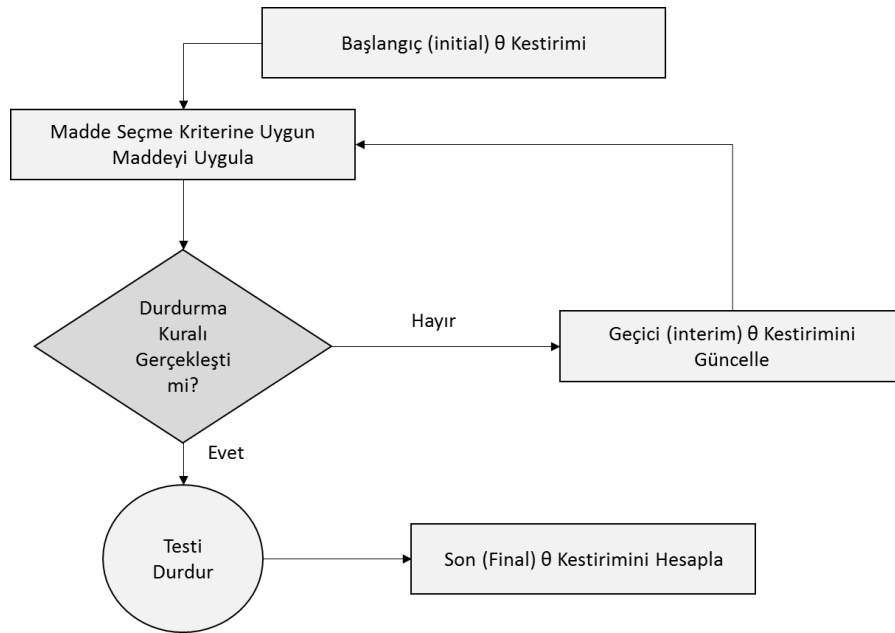 Başlangıç (initial) θ Kestirimi
Madde Seçme Kriterine Uygun
Maddeyi Uygula
Durdurma
Kuralı
Gerçekleşti
mi?
Hayır
Geçici (interim) θ Kestirimini
Güncelle
Evet
Testi
Durdur
Son (Final) θ Kestirimini Hesapla